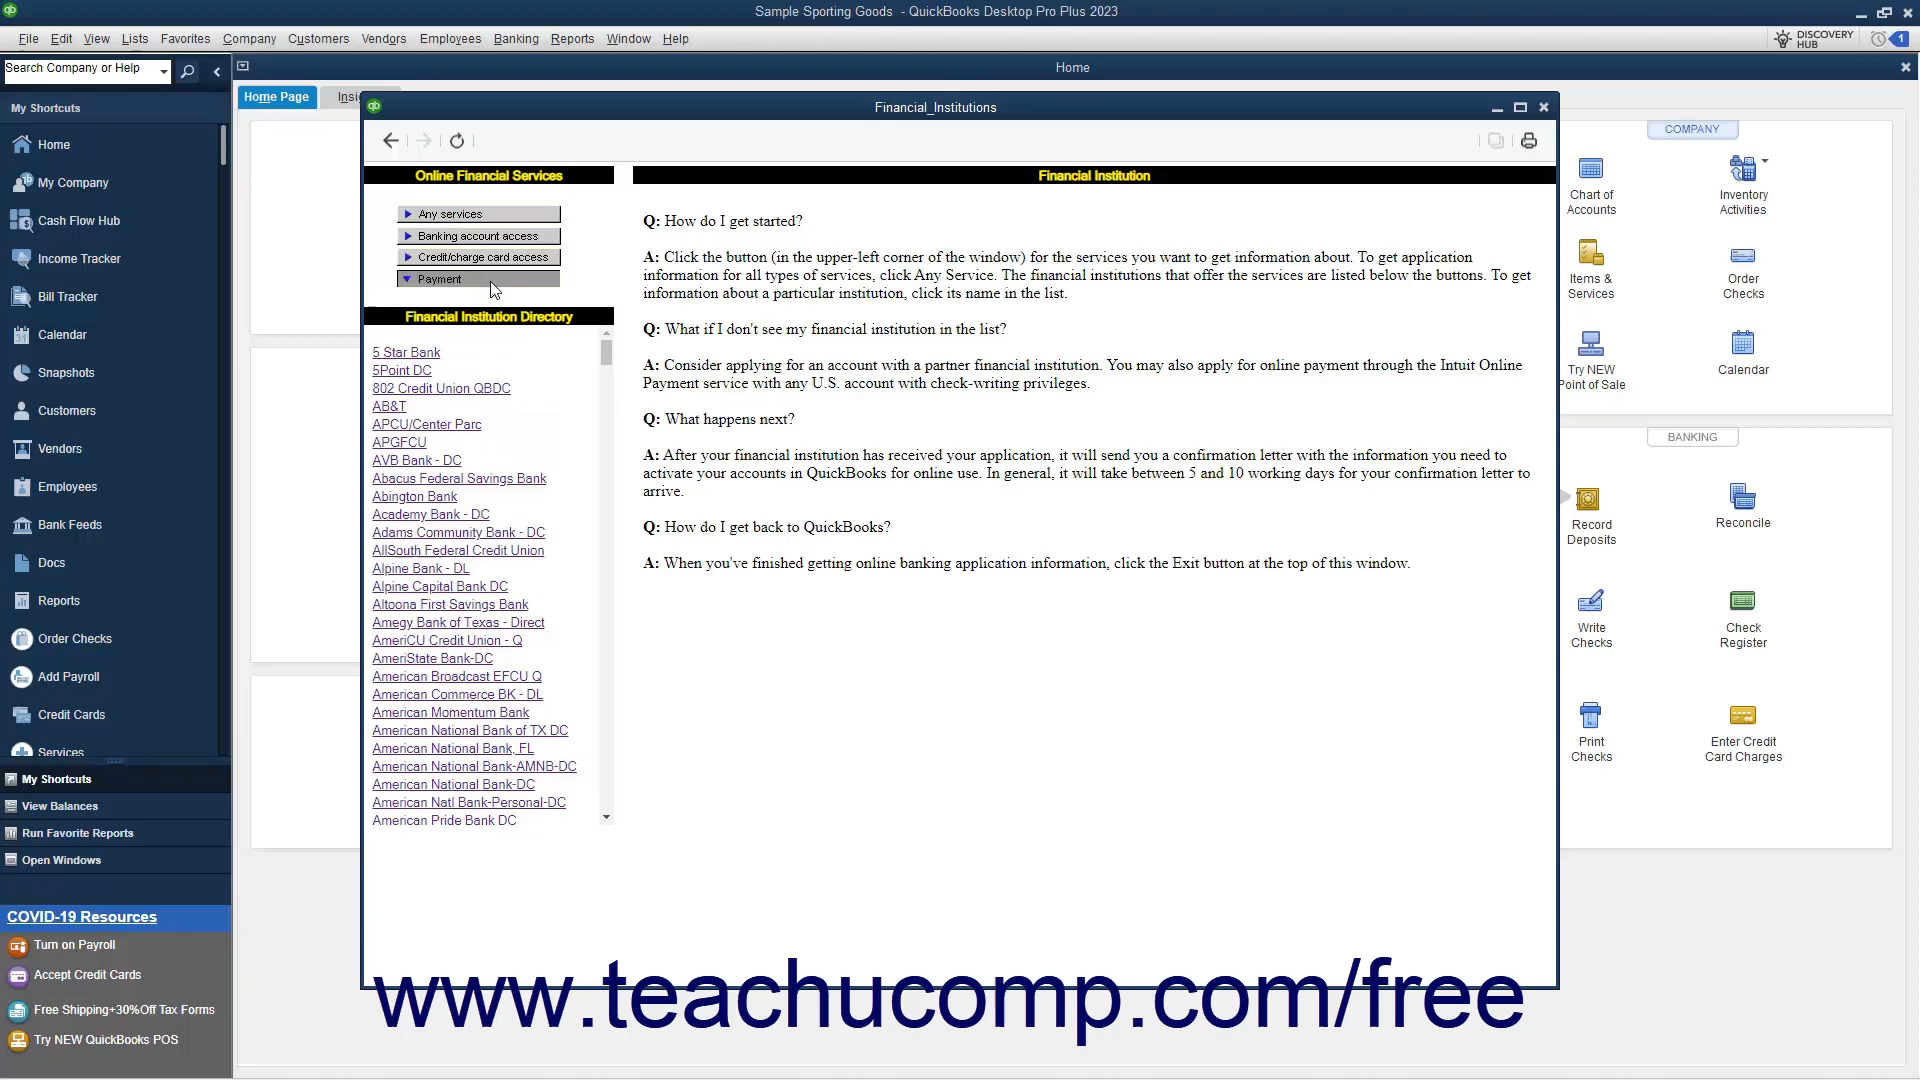 Sample Sporting Goods - QuickBooks Desktop Pro Plus 2023
File Edit View Lists Favorites Company Customers Vendors Employees Banking Reports Window Help
DISCOVERY
HUB
1
Search Company or Help
Home
My Shortcuts
Home
My Company
Cash Flow Hub
Income Tracker
Bill Tracker
Calendar
Snapshots
Customers
Vendors
Employees
Bank Feeds
Docs
Reports
Order Checks
Add Payroll
Credit Cards
Services
My Shortcuts
View Balances
Run Favorite Reports
Open Windows
COVID-19 Resources
Turn on Payroll
Accept Credit Cards
Free Shipping+30%Off Tax Forms
Try NEW QuickBooks POS
Home Page
Financial_Institutions
Online Financial Services
Any services
Banking account access
Credit/charge card access
Payment
Financial Institution Directory
5 Star Bank
5Point DC
802 Credit Union QBDC
AB&T
APCU/Center Parc
APGFCU
AVB Bank - DC
Abacus Federal Savings Bank
Abington Bank
Academy Bank - DC
Adams Community Bank - DC
AllSouth Federal Credit Union
Alpine Bank - DL
Alpine Capital Bank DC
Altoona First Savings Bank
Amegy Bank of Texas - Direct
AmeriCU Credit Union - Q
AmeriState Bank-DC
American Broadcast EFCU Q
American Commerce BK - DL
American Momentum Bank
American National Bank of TX DC
American National Bank, FL
American National Bank-AMNB-DC
American National Bank-DC
American Natl Bank-Personal-DC
American Pride Bank DC
Financial Institution
Q: How do I get started?
A: Click the button (in the upper-left corner of the window) for the services you want to get information about. To get application
information for all types of services, click Any Service. The financial institutions that offer the services are listed below the buttons. To get
information about a particular institution, click its name in the list.
Q: What if I don't see my financial institution in the list?
A: Consider applying for an account with a partner financial institution. You may also apply for online payment through the Intuit Online
Payment service with any U.S. account with check-writing privileges.
Q: What happens next?
A: After your financial institution has received your application, it will send you a confirmation letter with the information you need to
activate your accounts in QuickBooks for online use. In general, it will take between 5 and 10 working days for your confirmation letter to
arrive.
Q: How do I get back to QuickBooks?
A: When you've finished getting online banking application information, click the Exit button at the top of this window.
COMPANY
Chart of
Accounts
Inventory
Activities
Items &
Services
Order
Checks
Try NEW
Point of Sale
Calendar
BANKING
Record
Deposits
Reconcile
Write
Checks
Check
Register
Print
Checks
Enter Credit
Card Charges
www.teachucomp.com/free